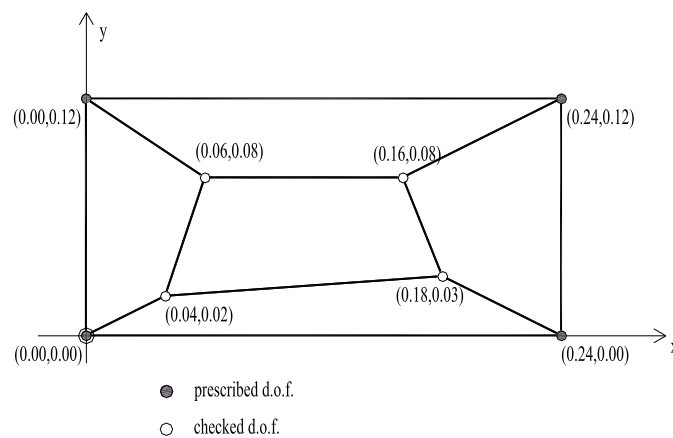 y
(0.00,0.12)
(0.24,0.12)
(0.06,0.08)
(0.16,0.08)
(0.04,0.02)
(0.18,0.03)
(0.00,0.00)
(0.24,0.00)
x
prescribed d.o.f.
checked d.o.f.